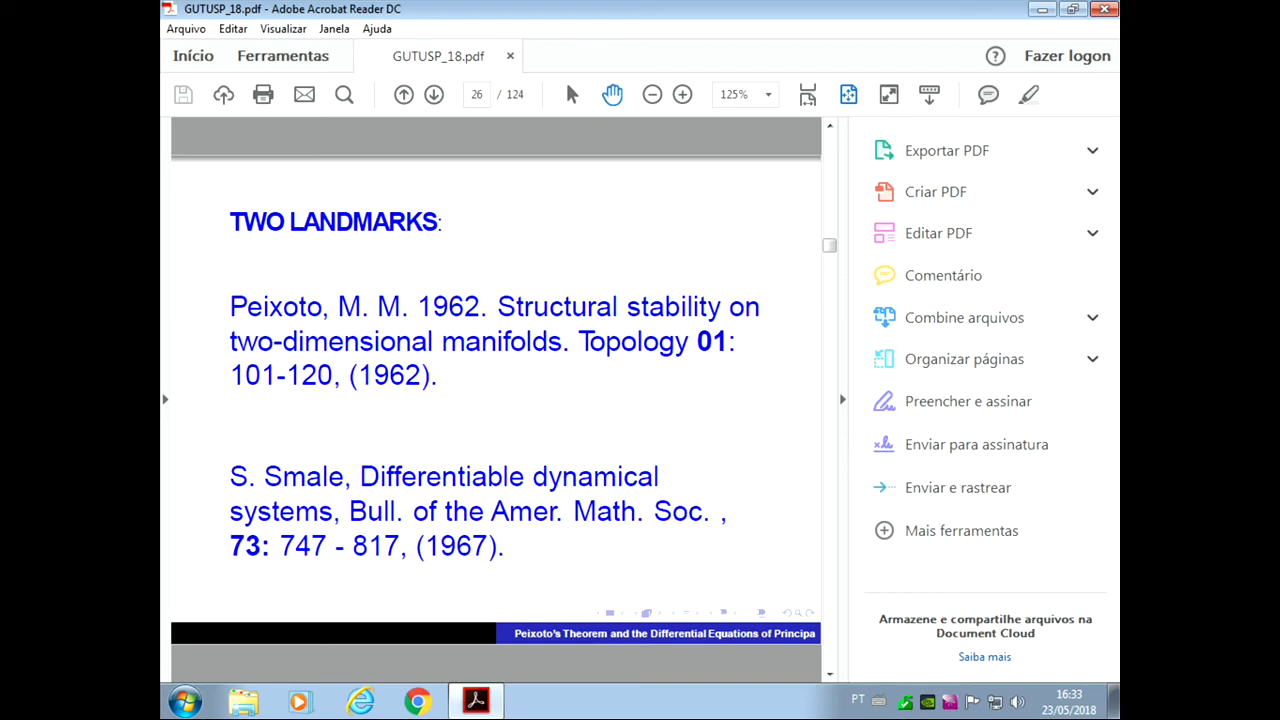 GUTUSP_18.pdf - Adobe Acrobat Reader DC
Arquivo Editar Visualizar Janela Ajuda
Início Ferramentas GUTUSP_18.pdf × ? Fazer logon
26 / 124 125%
TWO LANDMARKS:
Peixoto, M. M. 1962. Structural stability on
two-dimensional manifolds. Topology 01:
101-120, (1962).
S. Smale, Differentiable dynamical
systems, Bull. of the Amer. Math. Soc. ,
73: 747 - 817, (1967).
Peixoto's Theorem and the Differential Equations of Principa
Exportar PDF
Criar PDF
Editar PDF
Comentário
Combine arquivos
Organizar páginas
Preencher e assinar
Enviar para assinatura
Enviar e rastrear
Mais ferramentas
Armazene e compartilhe arquivos na
Document Cloud
Saiba mais
PT 16:33
23/05/2018